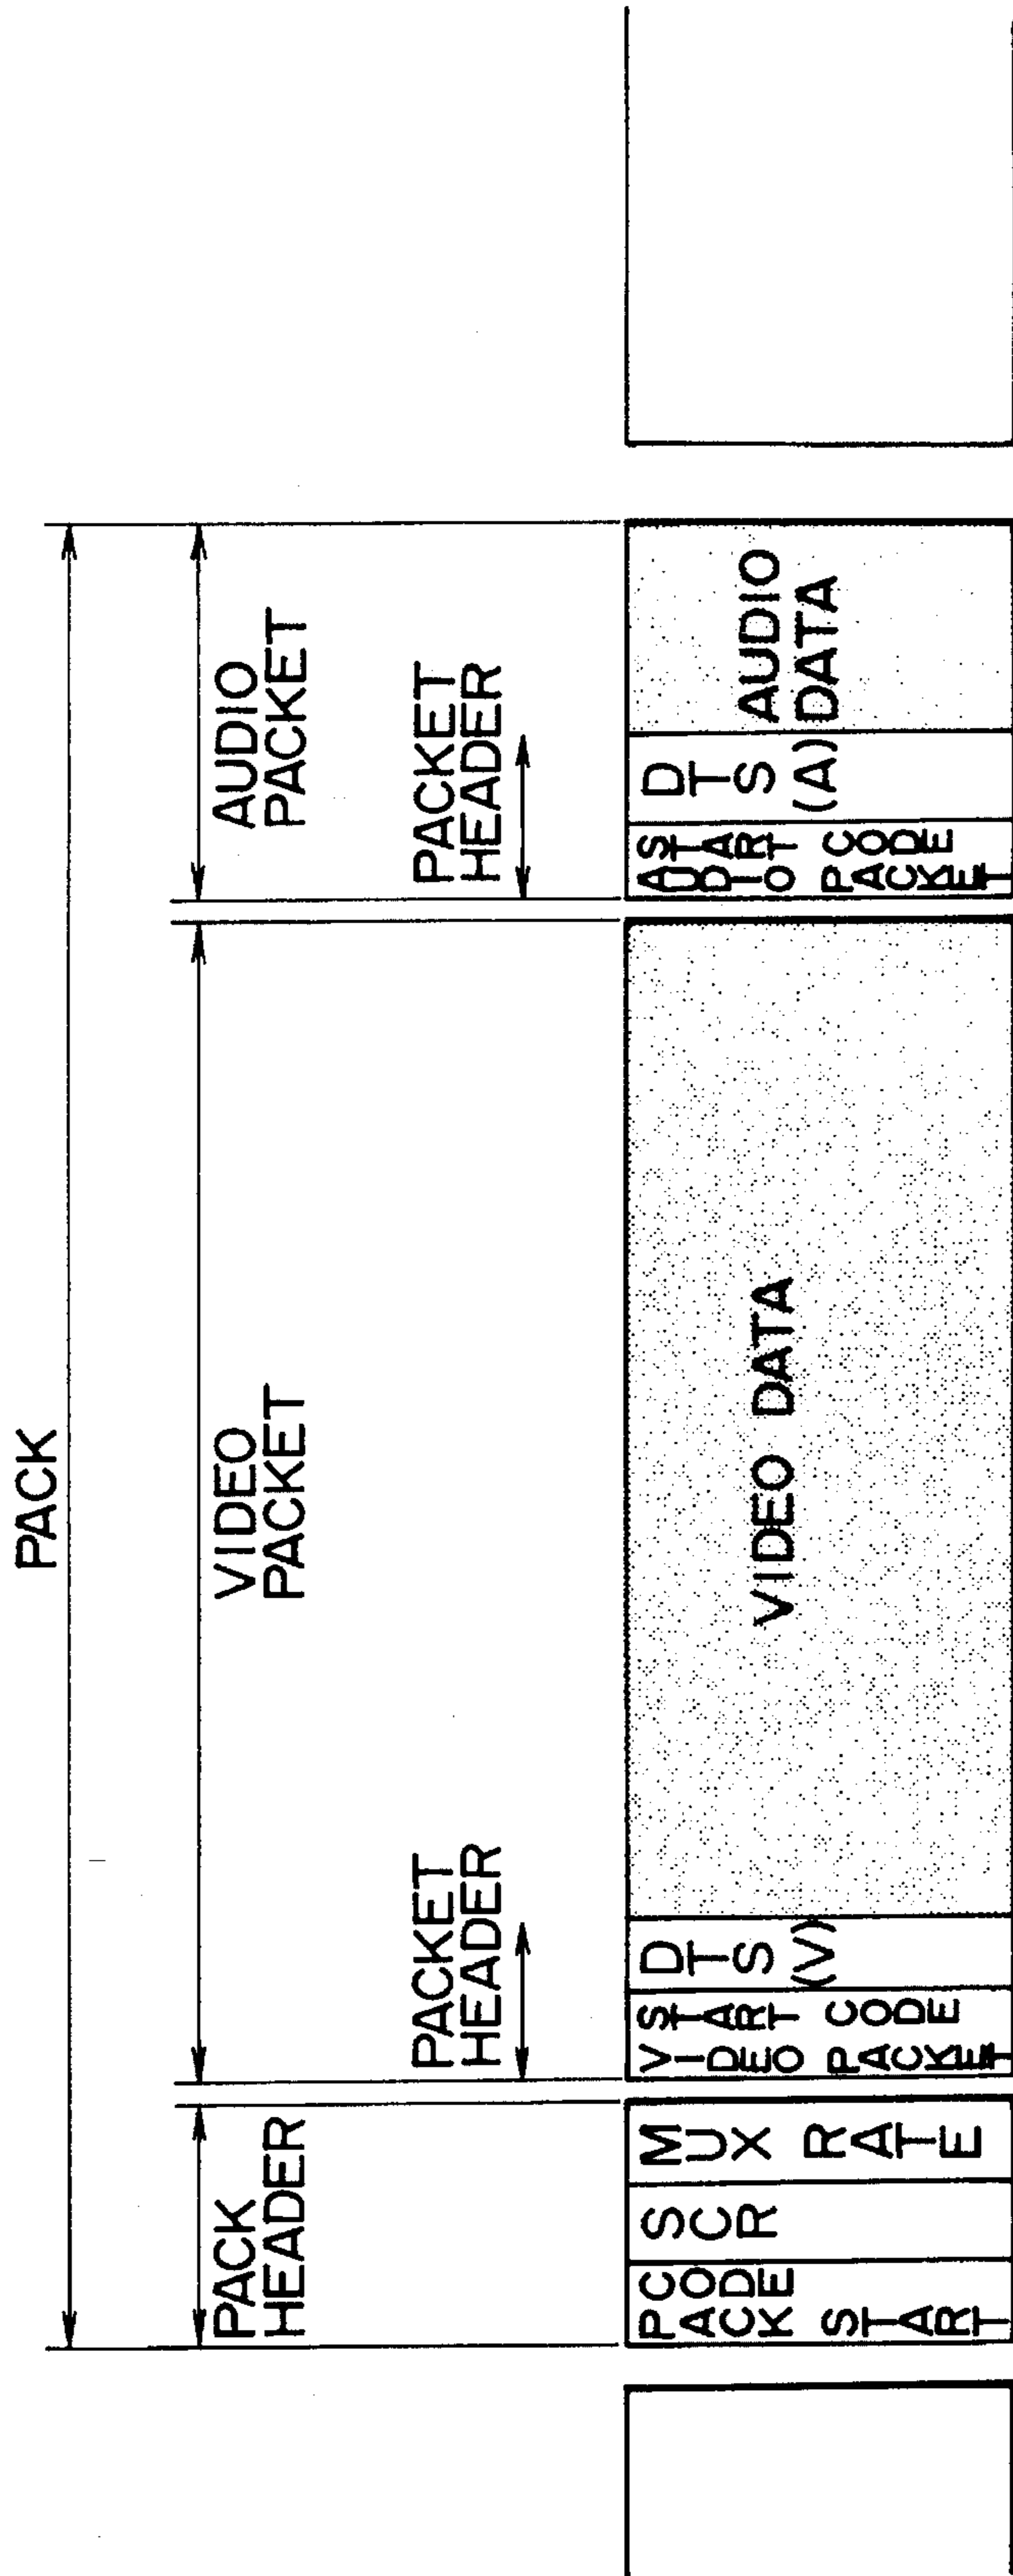 PACK
PACK
HEADER
VIDEO
PACKET
AUDIO
PACKET
PACKET
HEADER
PACKET
HEADER
PACK START
CODE
SCR
MUX RATE
VIDEO PACKET
START CODE
DTS (V)
VIDEO DATA
AUDIO PACKET
START CODE
DTS (A)
AUDIO
DATA